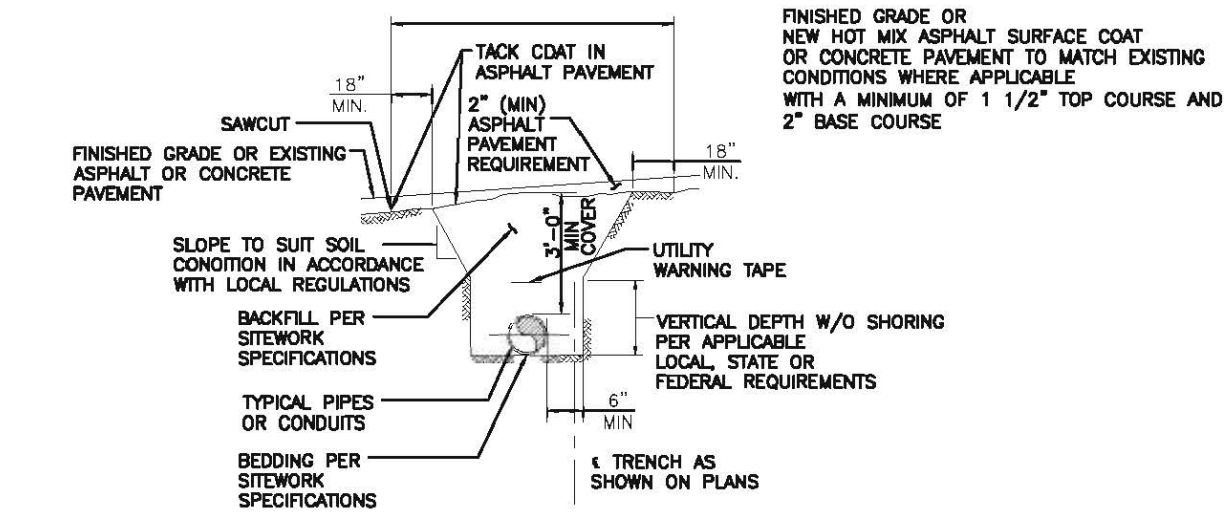 FINISHED GRADE OR
NEW HOT MIX ASPHALT SURFACE COAT
OR CONCRETE PAVEMENT TO MATCH EXISTING
CONDITIONS WHERE APPLICABLE
WITH A MINIMUM OF 1 1/2" TOP COURSE AND
2" BASE COURSE
TACK COAT IN
ASPHALT PAVEMENT
18"
MIN.
2" (MIN)
ASPHALT
PAVEMENT
REQUIREMENT
SAWCUT
18"
MIN.
FINISHED GRADE OR EXISTING
ASPHALT OR CONCRETE
PAVEMENT
3'-0"
MIN
COVER
SLOPE TO SUIT SOIL
CONDITION IN ACCORDANCE
WITH LOCAL REGULATIONS
UTILITY
WARNING TAPE
BACKFILL PER
SITEWORK
SPECIFICATIONS
VERTICAL DEPTH W/O SHORING
PER APPLICABLE
LOCAL, STATE OR
FEDERAL REQUIREMENTS
TYPICAL PIPES
OR CONDUITS
6"
MIN
BEDDING PER
SITEWORK
SPECIFICATIONS
℄ TRENCH AS
SHOWN ON PLANS